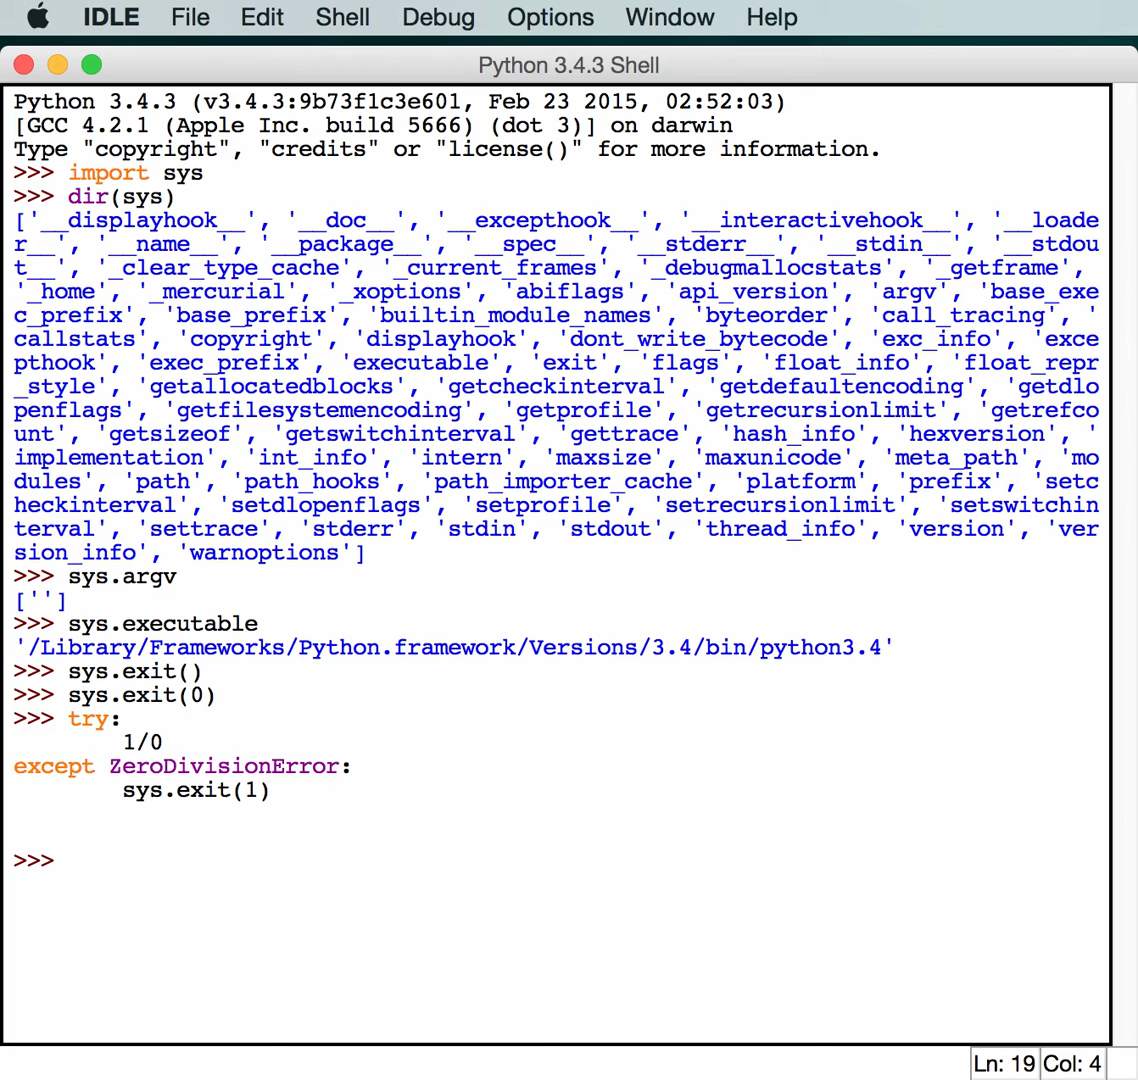 IDLE File Edit Shell Debug Options Window Help
Python 3.4.3 Shell
Python 3.4.3 (v3.4.3:9b73f1c3e601, Feb 23 2015, 02:52:03)
[GCC 4.2.1 (Apple Inc. build 5666) (dot 3)] on darwin
Type "copyright", "credits" or "license()" for more information.
>>> import sys
>>> dir(sys)
['__displayhook__', '__doc__', '__excepthook__', '__interactivehook__', '__loade
r__', '__name__', '__package__', '__spec__', '__stderr__', '__stdin__', '__stdou
t__', '_clear_type_cache', '_current_frames', '_debugmallocstats', '_getframe',
'_home', '_mercurial', '_xoptions', 'abiflags', 'api_version', 'argv', 'base_exe
c_prefix', 'base_prefix', 'builtin_module_names', 'byteorder', 'call_tracing', '
callstats', 'copyright', 'displayhook', 'dont_write_bytecode', 'exc_info', 'exce
pthook', 'exec_prefix', 'executable', 'exit', 'flags', 'float_info', 'float_repr
_style', 'getallocatedblocks', 'getcheckinterval', 'getdefaultencoding', 'getdlo
penflags', 'getfilesystemencoding', 'getprofile', 'getrecursionlimit', 'getrefco
unt', 'getsizeof', 'getswitchinterval', 'gettrace', 'hash_info', 'hexversion', '
implementation', 'int_info', 'intern', 'maxsize', 'maxunicode', 'meta_path', 'mo
dules', 'path', 'path_hooks', 'path_importer_cache', 'platform', 'prefix', 'setc
heckinterval', 'setdlopenflags', 'setprofile', 'setrecursionlimit', 'setswitchin
terval', 'settrace', 'stderr', 'stdin', 'stdout', 'thread_info', 'version', 'ver
sion_info', 'warnoptions']
>>> sys.argv
['']
>>> sys.executable
'/Library/Frameworks/Python.framework/Versions/3.4/bin/python3.4'
>>> sys.exit()
>>> sys.exit(0)
>>> try:
1/0
except ZeroDivisionError:
sys.exit(1)
>>>
Ln: 19 Col: 4